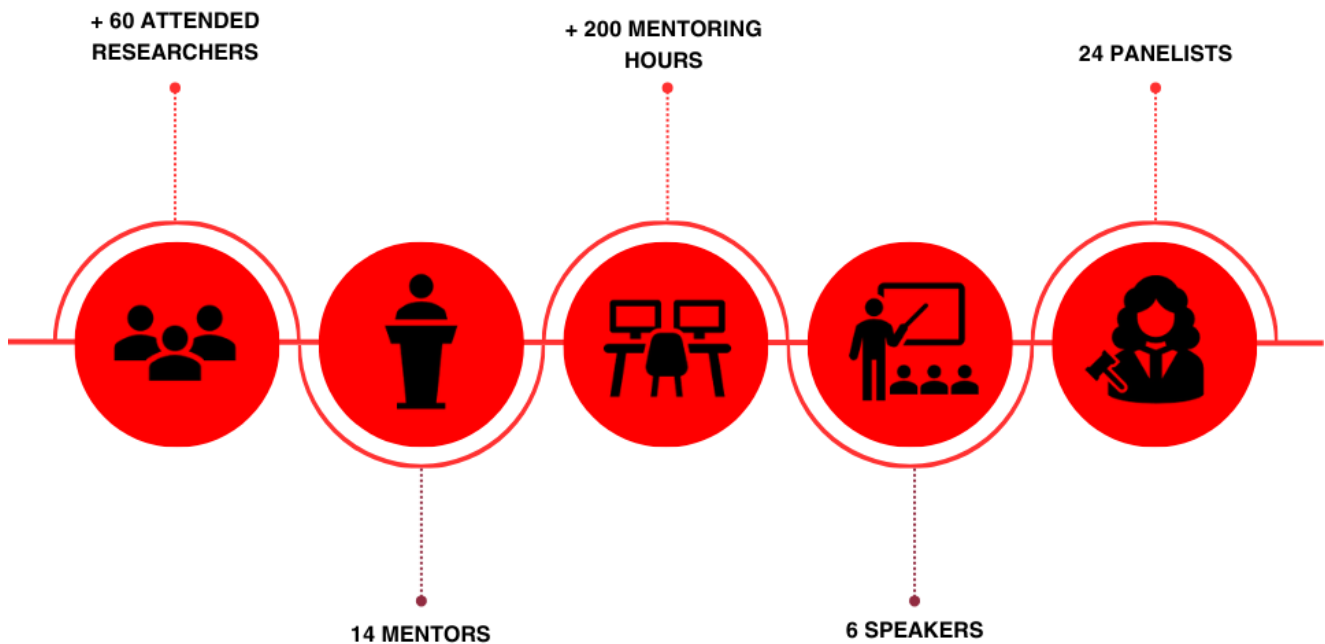 + 60 ATTENDED
RESEARCHERS
+ 200 MENTORING
HOURS
24 PANELISTS
14 MENTORS
6 SPEAKERS